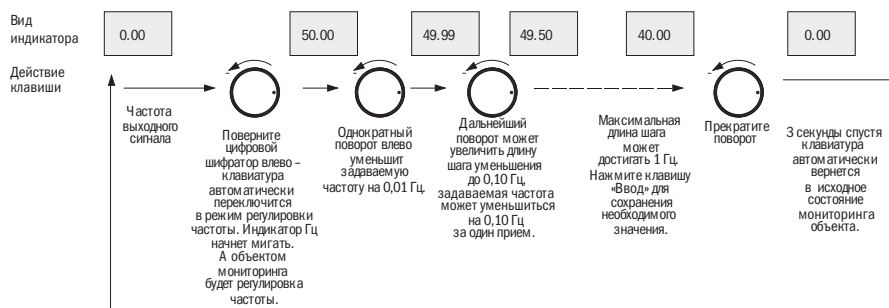 Вид
индикатора
0.00
50.00
49.99
49.50
40.00
0.00
Действие
клавиши
Частота
выходного
сигнала
Поверните
цифровой
шифратор влево –
клавиатура
автоматически
переключится
в режим регулировки
частоты. Индикатор Гц
начнет мигать.
А объектом
мониторинга
будет регулировка
частоты.
Однократный
поворот влево
уменьшит
задаваемую
частоту на 0,01 Гц.
Дальнейший
поворот может
увеличить длину
шага уменьшения
до 0,10 Гц,
задаваемая частота
может уменьшиться
на 0,10 Гц
за один прием.
Максимальная
длина шага
может
достигать 1 Гц.
Нажмите клавишу
«Ввод» для
сохранения
необходимого
значения.
Прекратите
поворот
3 секунды спустя
клавиатура
автоматически
вернется
в исходное
состояние
мониторинга
объекта.